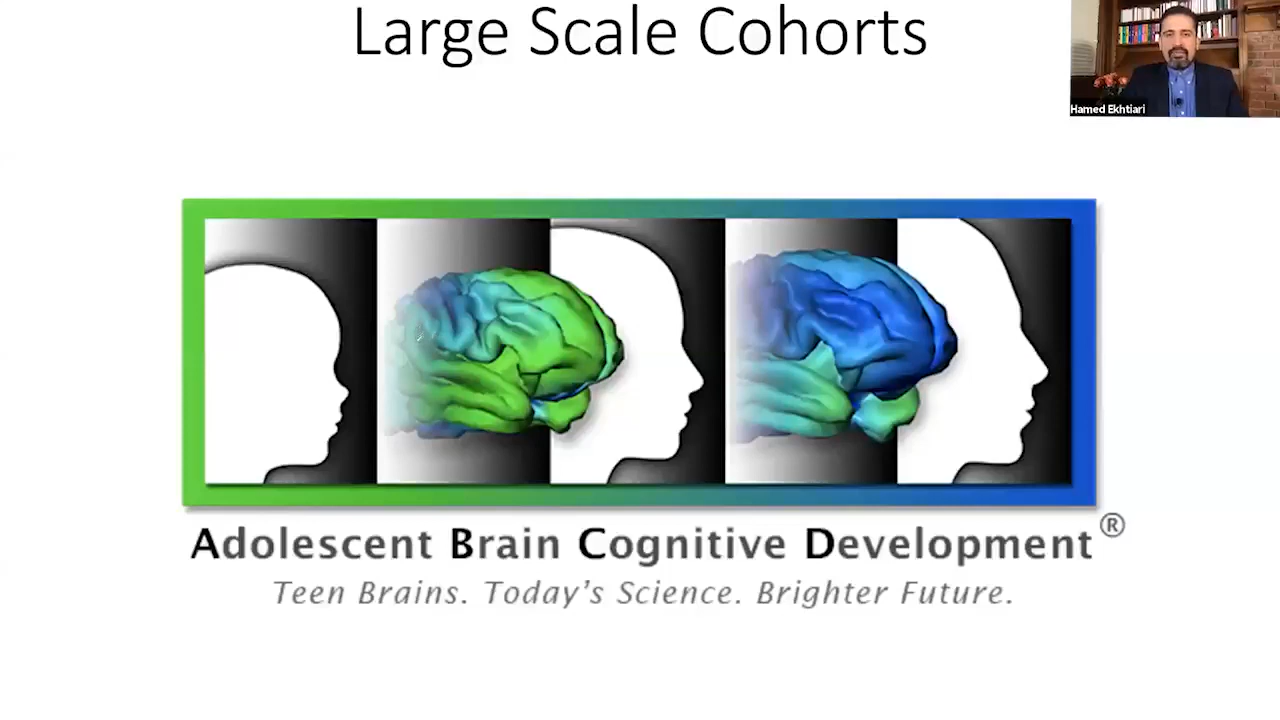 Large Scale Cohorts
Hamed Ekhtiari
Adolescent Brain Cognitive Development®
Teen Brains. Today's Science. Brighter Future.